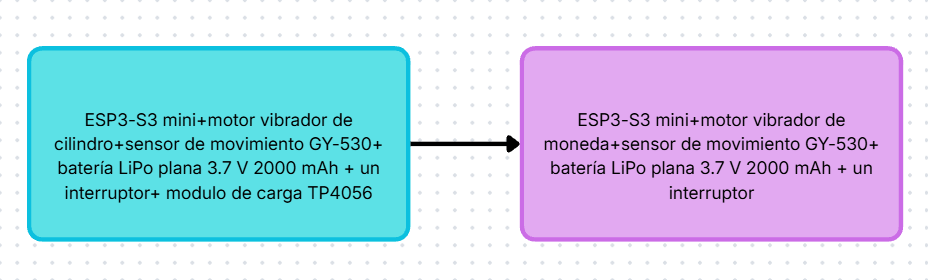 ESP3-S3 mini+motor vibrador de
cilindro+sensor de movimiento GY-530+
batería LiPo plana 3.7 V 2000 mAh + un
interruptor+ modulo de carga TP4056
ESP3-S3 mini+motor vibrador de
moneda+sensor de movimiento GY-530+
batería LiPo plana 3.7 V 2000 mAh + un
interruptor